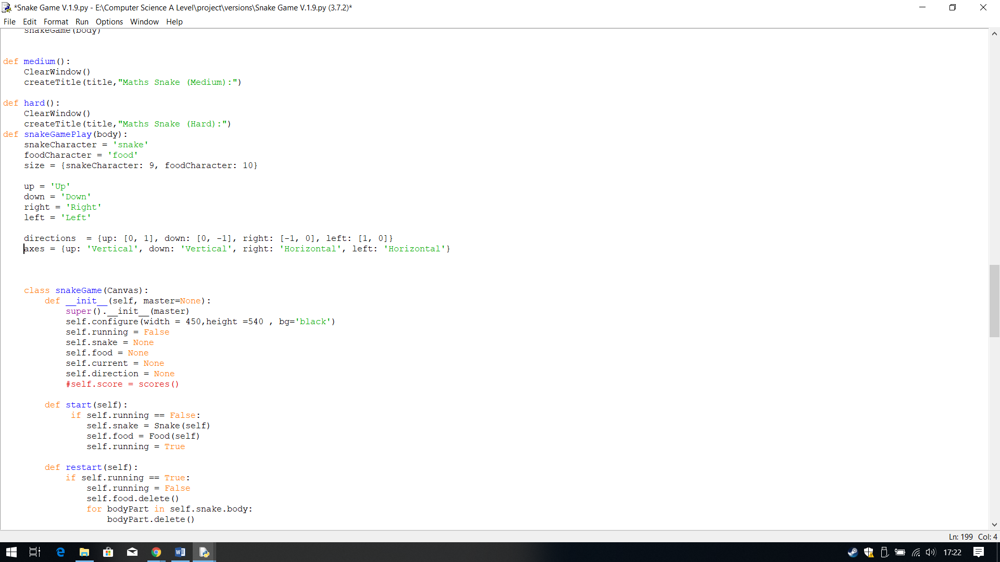 *Snake Game V.1.9.py - E:\Computer Science A Level\project\versions\Snake Game V.1.9.py (3.7.2)*
File Edit Format Run Options Window Help
    snakeGame(body)
def medium():
    ClearWindow()
    createTitle(title,"Maths Snake (Medium):")
def hard():
    ClearWindow()
    createTitle(title,"Maths Snake (Hard):")
def snakeGamePlay(body):
    snakeCharacter = 'snake'
    foodCharacter = 'food'
    size = {snakeCharacter: 9, foodCharacter: 10}
    up = 'Up'
    down = 'Down'
    right = 'Right'
    left = 'Left'
    directions  = {up: [0, 1], down: [0, -1], right: [-1, 0], left: [1, 0]}
    axes = {up: 'Vertical', down: 'Vertical', right: 'Horizontal', left: 'Horizontal'}
    class snakeGame(Canvas):
        def __init__(self, master=None):
            super().__init__(master)
            self.configure(width = 450,height =540 , bg='black')
            self.running = False
            self.snake = None
            self.food = None
            self.current = None
            self.direction = None
            #self.score = scores()
        def start(self):
             if self.running == False:
                self.snake = Snake(self)
                self.food = Food(self)
                self.running = True
        def restart(self):
            if self.running == True:
                self.running = False
                self.food.delete()
                for bodyPart in self.snake.body:
                    bodyPart.delete()
Ln: 199 Col: 4
17:22